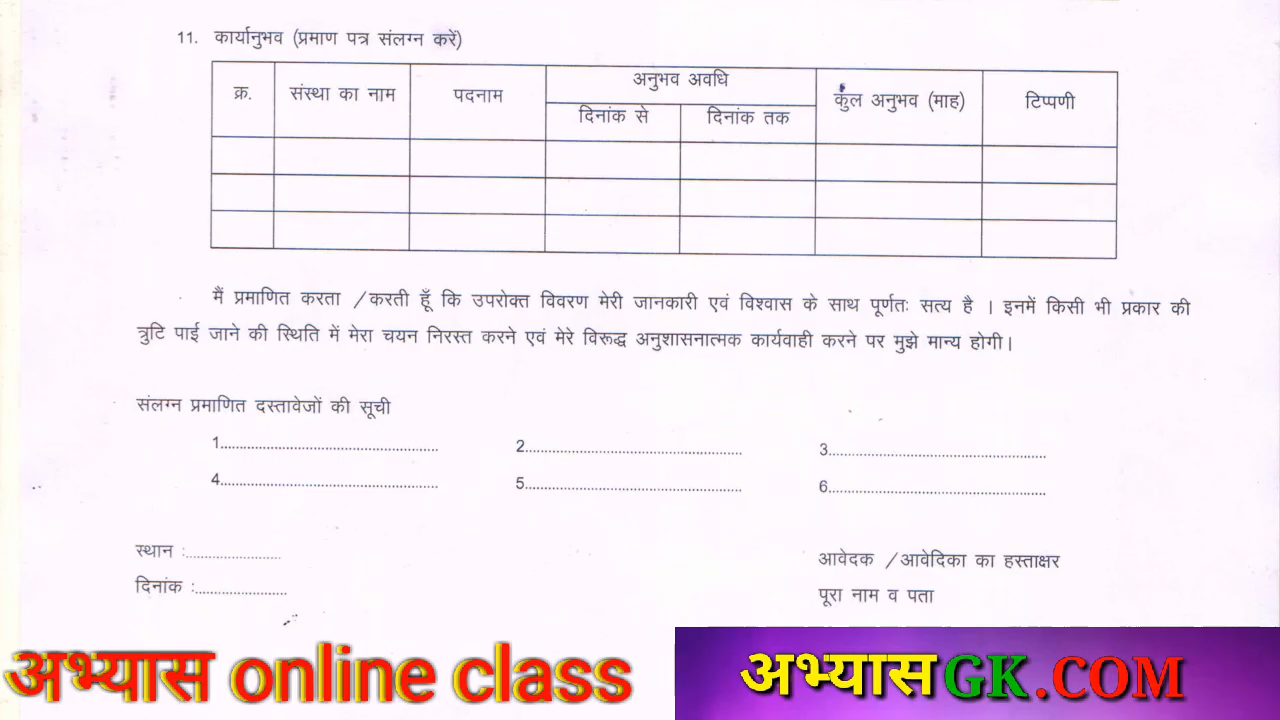 11. कार्यानुभव (प्रमाण पत्र संलग्न करें)
क्र. संस्था का नाम पदनाम अनुभव अवधि कुल अनुभव (माह) टिप्पणी
दिनांक से दिनांक तक
मैं प्रमाणित करता /करती हूँ कि उपरोक्त विवरण मेरी जानकारी एवं विश्वास के साथ पूर्णतः सत्य है । इनमें किसी भी प्रकार की
त्रुटि पाई जाने की स्थिति में मेरा चयन निरस्त करने एवं मेरे विरूद्ध अनुशासनात्मक कार्यवाही करने पर मुझे मान्य होगी।
संलग्न प्रमाणित दस्तावेजों की सूची
1............................................ 2............................................ 3............................................
4............................................ 5............................................ 6............................................
स्थान :.....................
दिनांक :.....................
आवेदक /आवेदिका का हस्ताक्षर
पूरा नाम व पता
अभ्यास online class
अभ्यासGK.COM